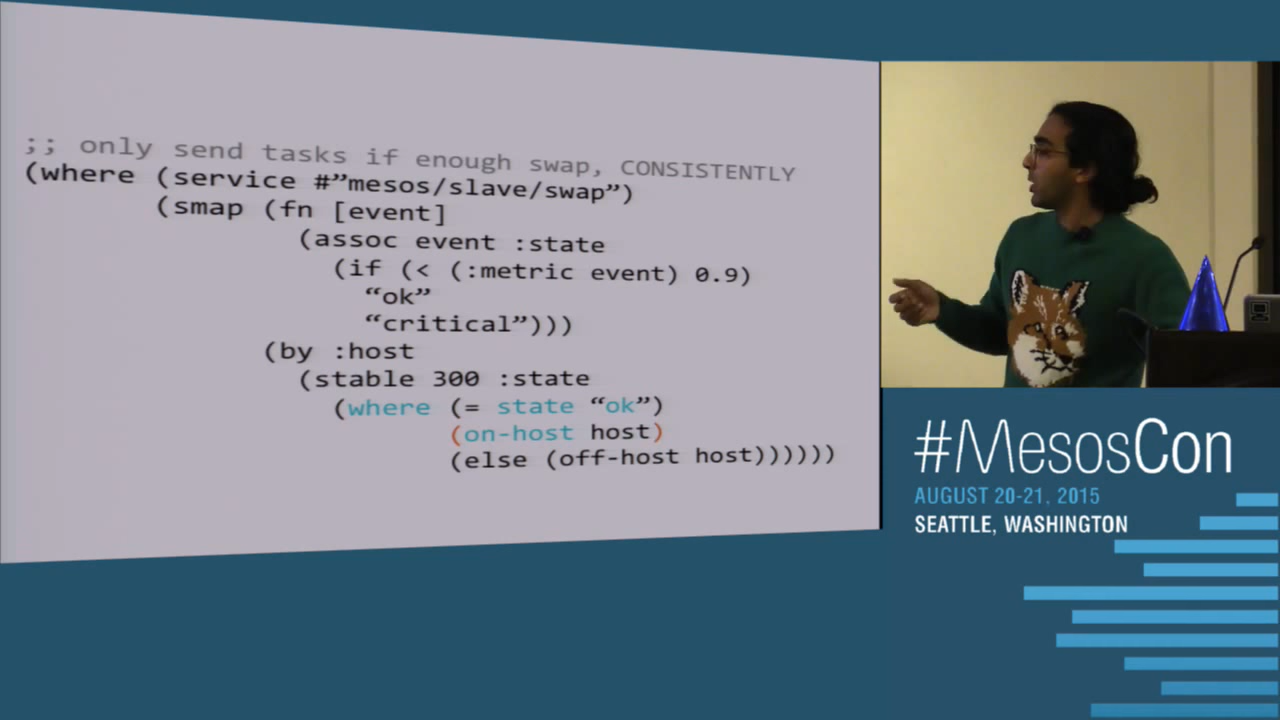 ;; only send tasks if enough swap, CONSISTENTLY
(where (service #”mesos/slave/swap”)
(smap (fn [event]
(assoc event :state
(if (< (:metric event) 0.9)
“ok”
“critical”)))
(by :host
(stable 300 :state
(where (= state “ok”)
(on-host host)
(else (off-host host))))))
#MesosCon
AUGUST 20-21, 2015
SEATTLE, WASHINGTON